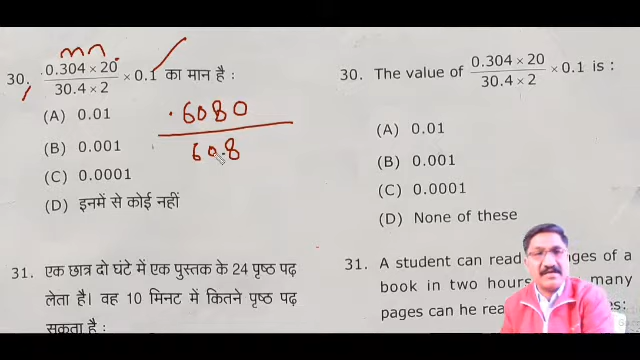 30. 0.304 × 20 / 30.4 × 2 × 0.1 का मान है :
(A) 0.01
(B) 0.001
(C) 0.0001
(D) इनमें से कोई नहीं
.6080
60.8
31. एक छात्र दो घंटे में एक पुस्तक के 24 पृष्ठ पढ़
लेता है। वह 10 मिनट में कितने पृष्ठ पढ़
सकता है :
30. The value of 0.304 × 20 / 30.4 × 2 × 0.1 is :
(A) 0.01
(B) 0.001
(C) 0.0001
(D) None of these
31. A student can read of a
book in two hours many
pages can he